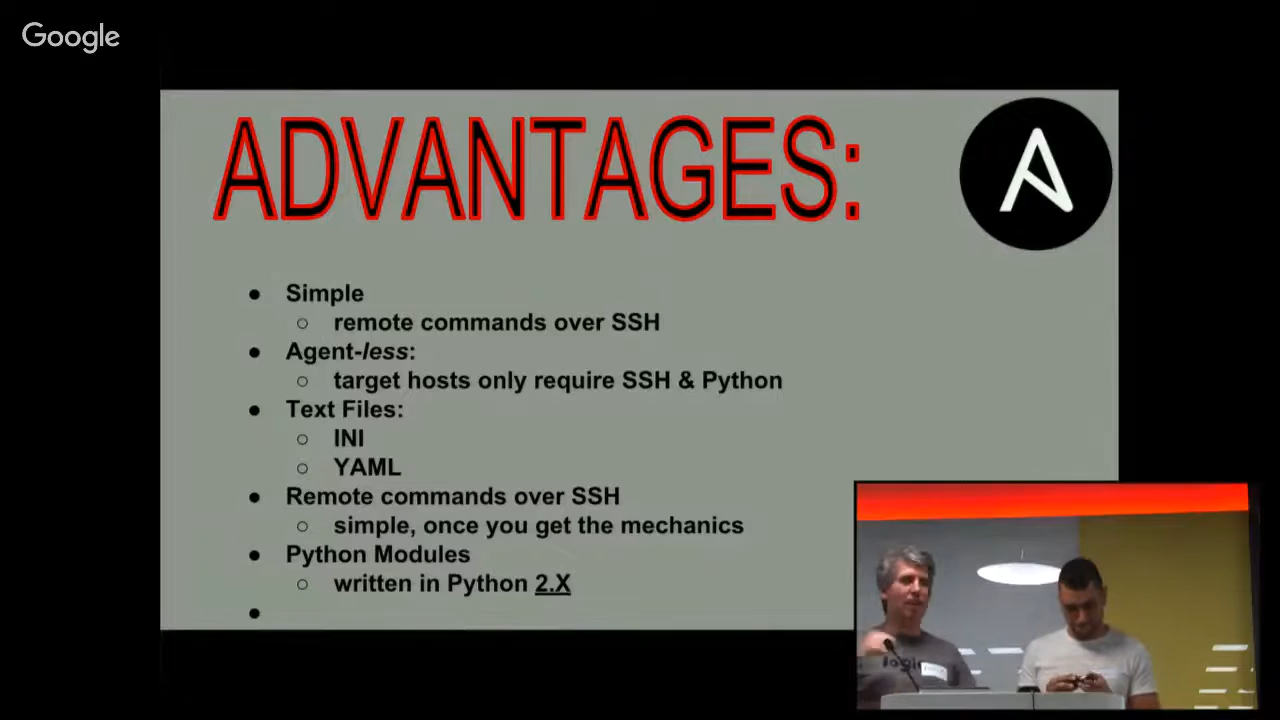 Google
ADVANTAGES:
● Simple
○ remote commands over SSH
● Agent-less:
○ target hosts only require SSH & Python
● Text Files:
○ INI
○ YAML
● Remote commands over SSH
○ simple, once you get the mechanics
● Python Modules
○ written in Python 2.X
●